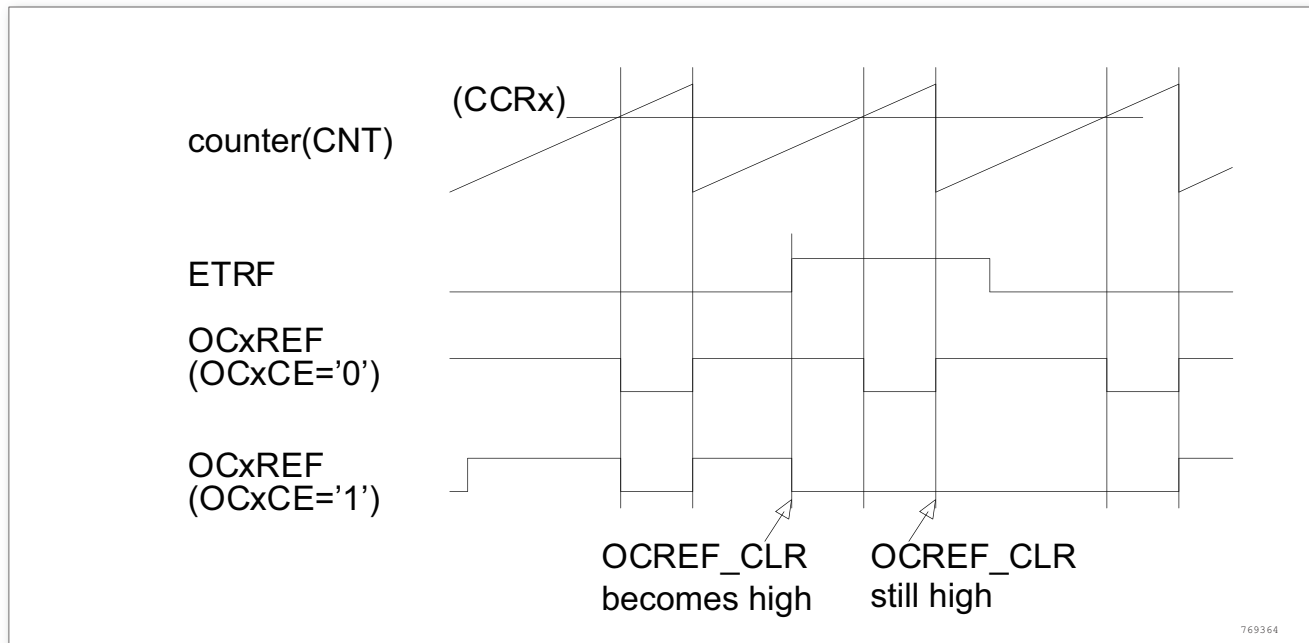 (CCRx)
counter(CNT)
ETRF
OCxREF
(OCxCE='0')
OCxREF
(OCxCE='1')
OCREF_CLR
becomes high
OCREF_CLR
still high
769364